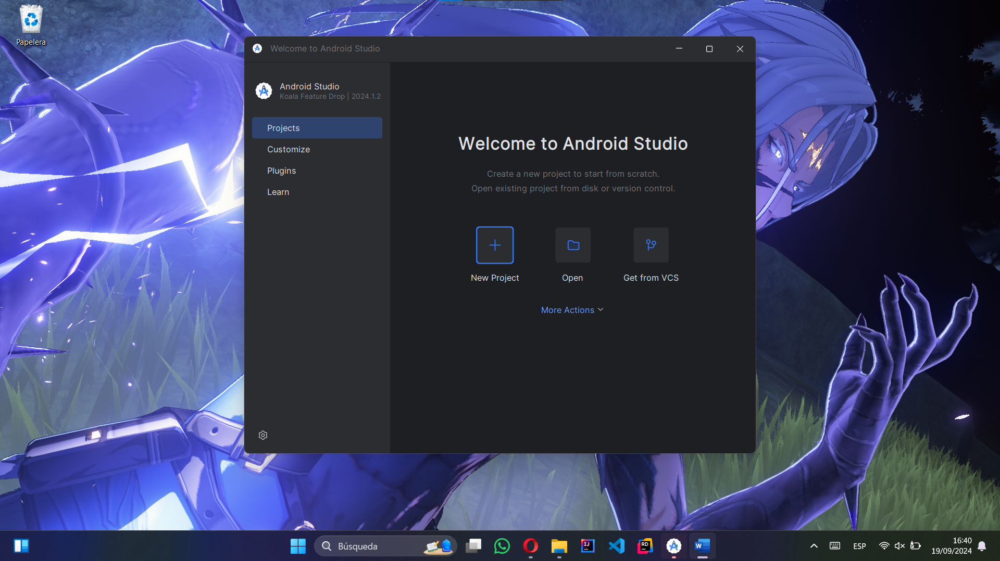 Papelera
Welcome to Android Studio
Android Studio
Koala Feature Drop | 2024.1.2
Projects
Customize
Plugins
Learn
Welcome to Android Studio
Create a new project to start from scratch.
Open existing project from disk or version control.
New Project
Open
Get from VCS
More Actions
Búsqueda
IJ
RD
W
ESP
16:40
19/09/2024